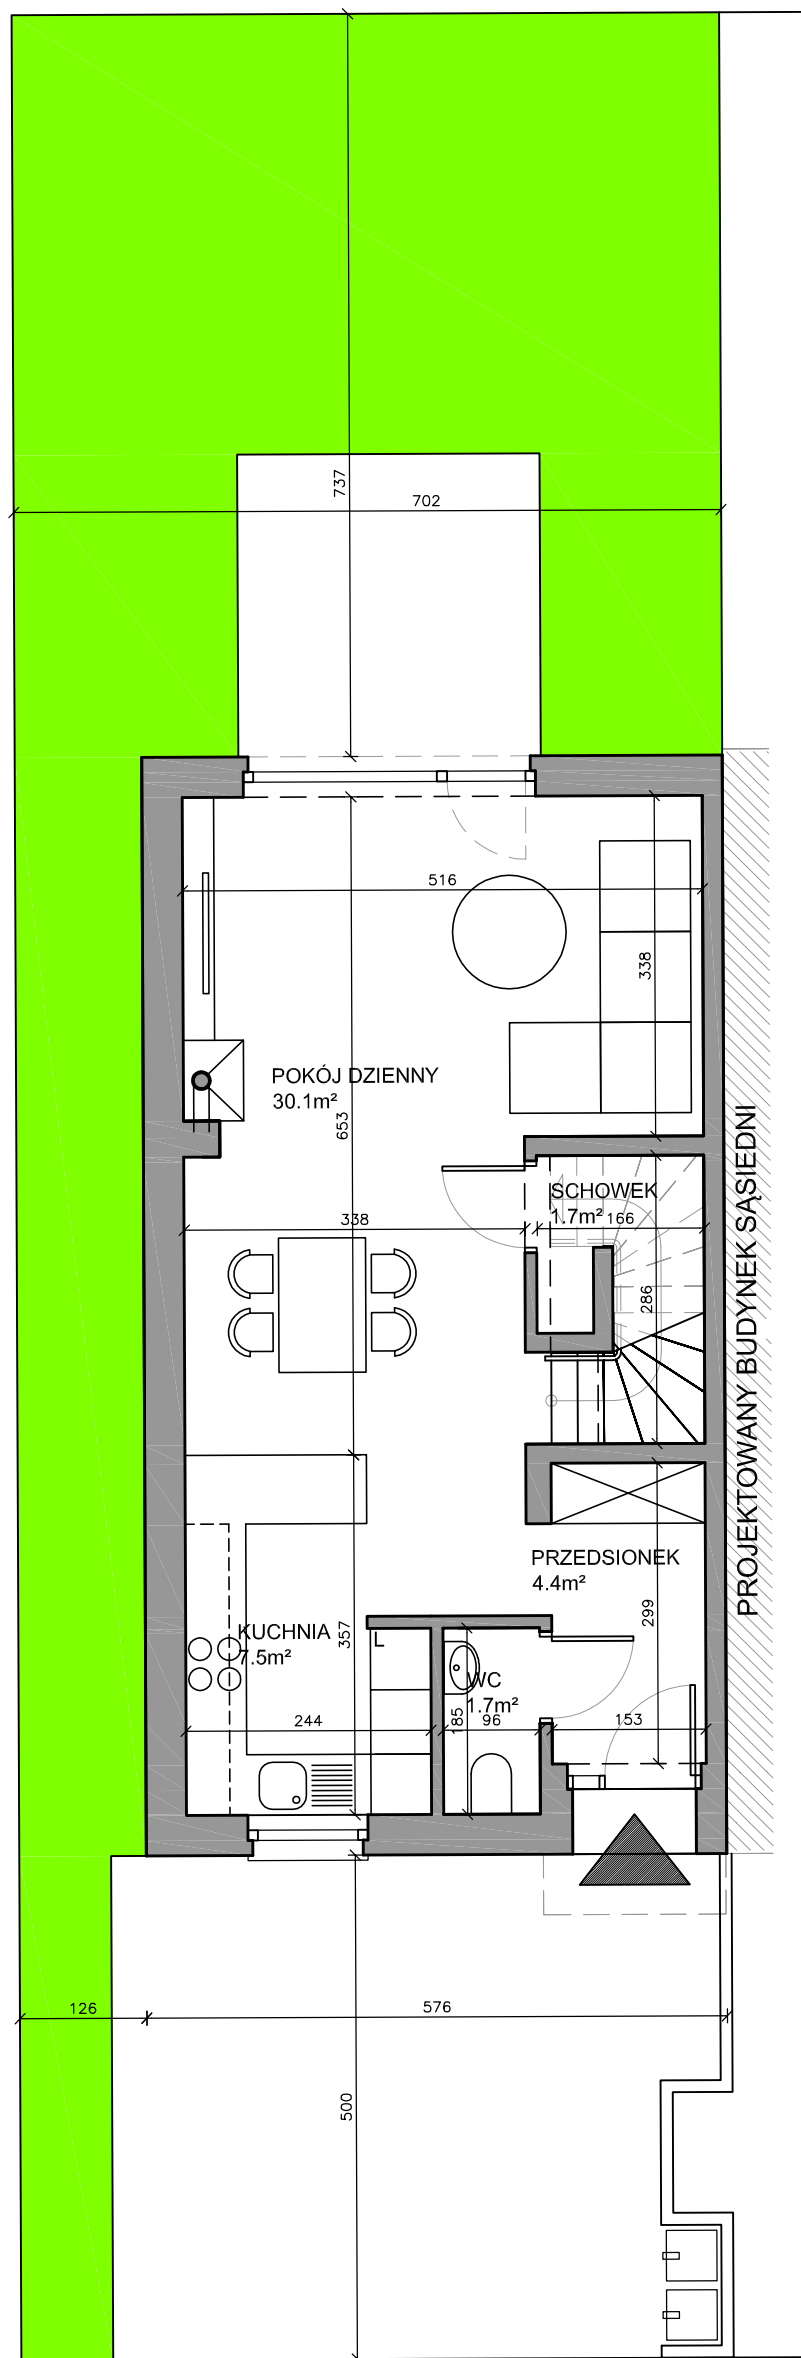 737
702
516
338
POKÓJ DZIENNY
30.1m²
653
SCHOWEK
1.7m²
166
338
286
PROJEKTOWANY BUDYNEK SĄSIEDNI
PRZEDSIONEK
4.4m²
299
KUCHNIA
7.5m²
357
L
WC
1.7m²
185
244
96
153
126
576
500